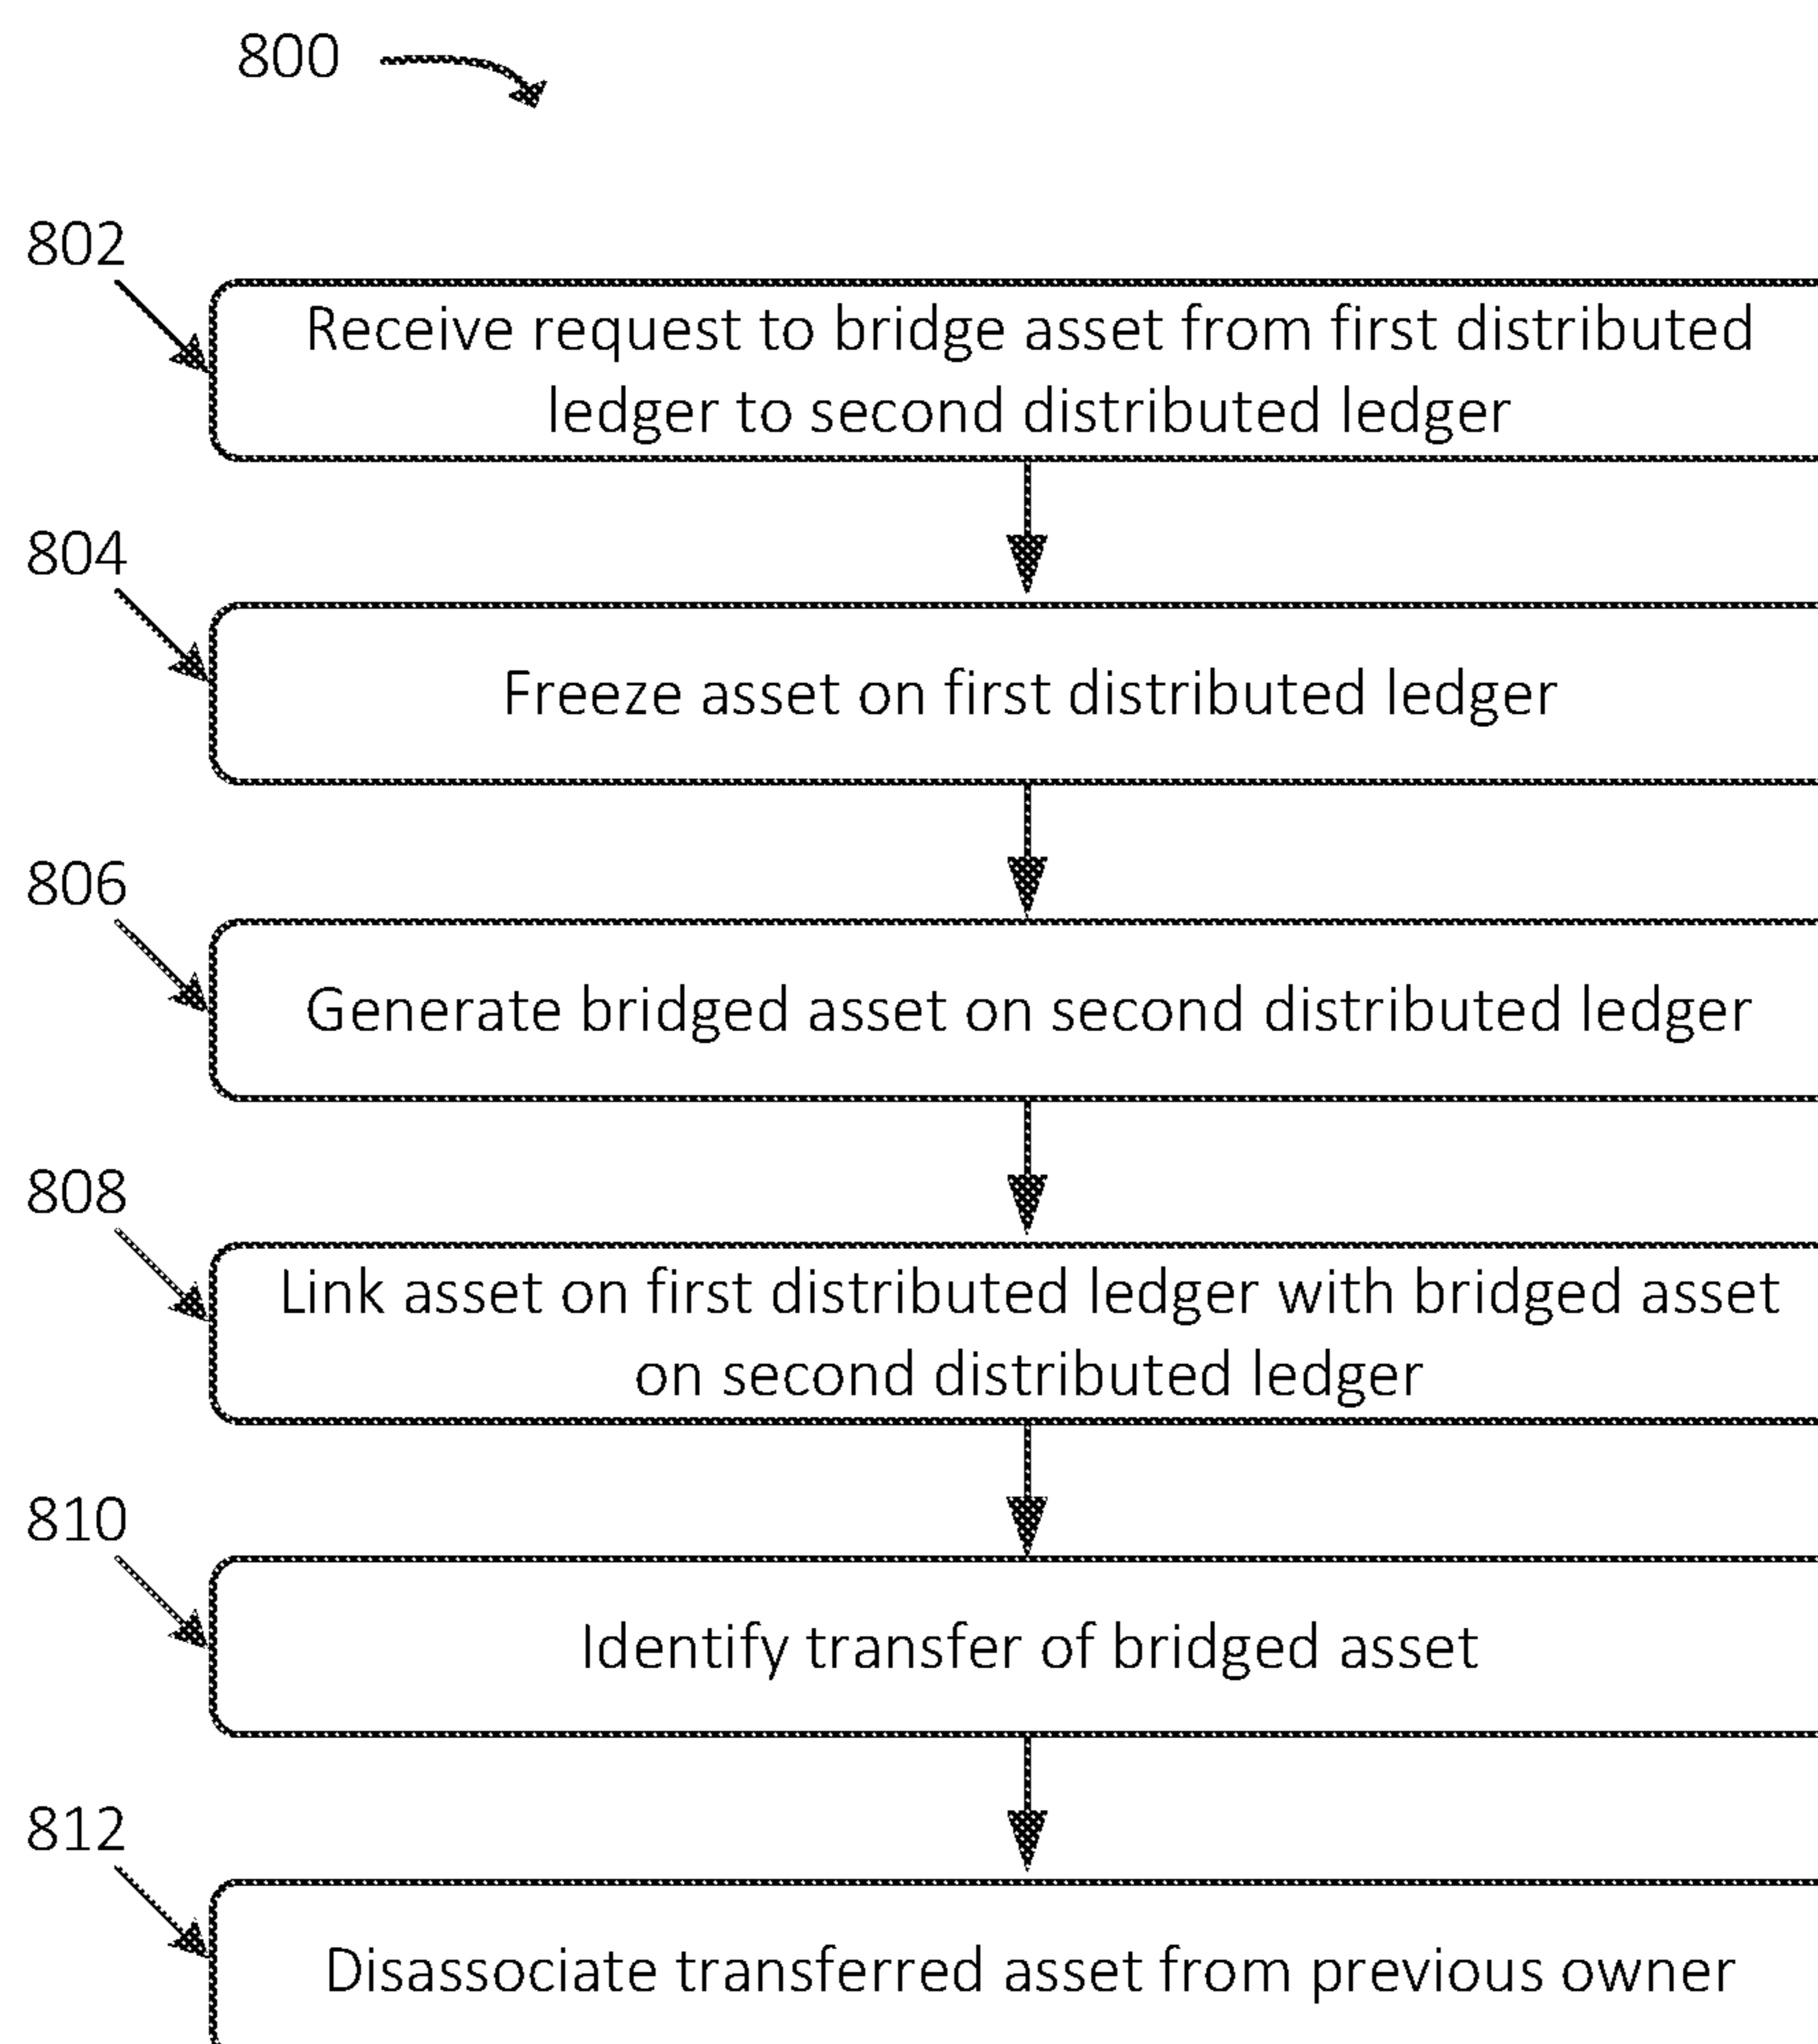 800
802
Receive request to bridge asset from first distributed
ledger to second distributed ledger
804
Freeze asset on first distributed ledger
806
Generate bridged asset on second distributed ledger
808
Link asset on first distributed ledger with bridged asset
on second distributed ledger
810
Identify transfer of bridged asset
812
Disassociate transferred asset from previous owner